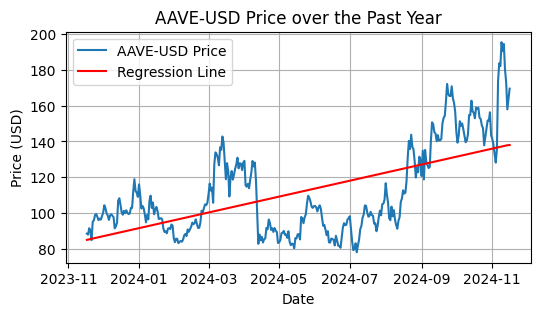 AAVE-USD Price over the Past Year
AAVE-USD Price
Regression Line
Price (USD)
200
180
160
140
120
100
80
2023-11 2024-01 2024-03 2024-05 2024-07 2024-09 2024-11
Date